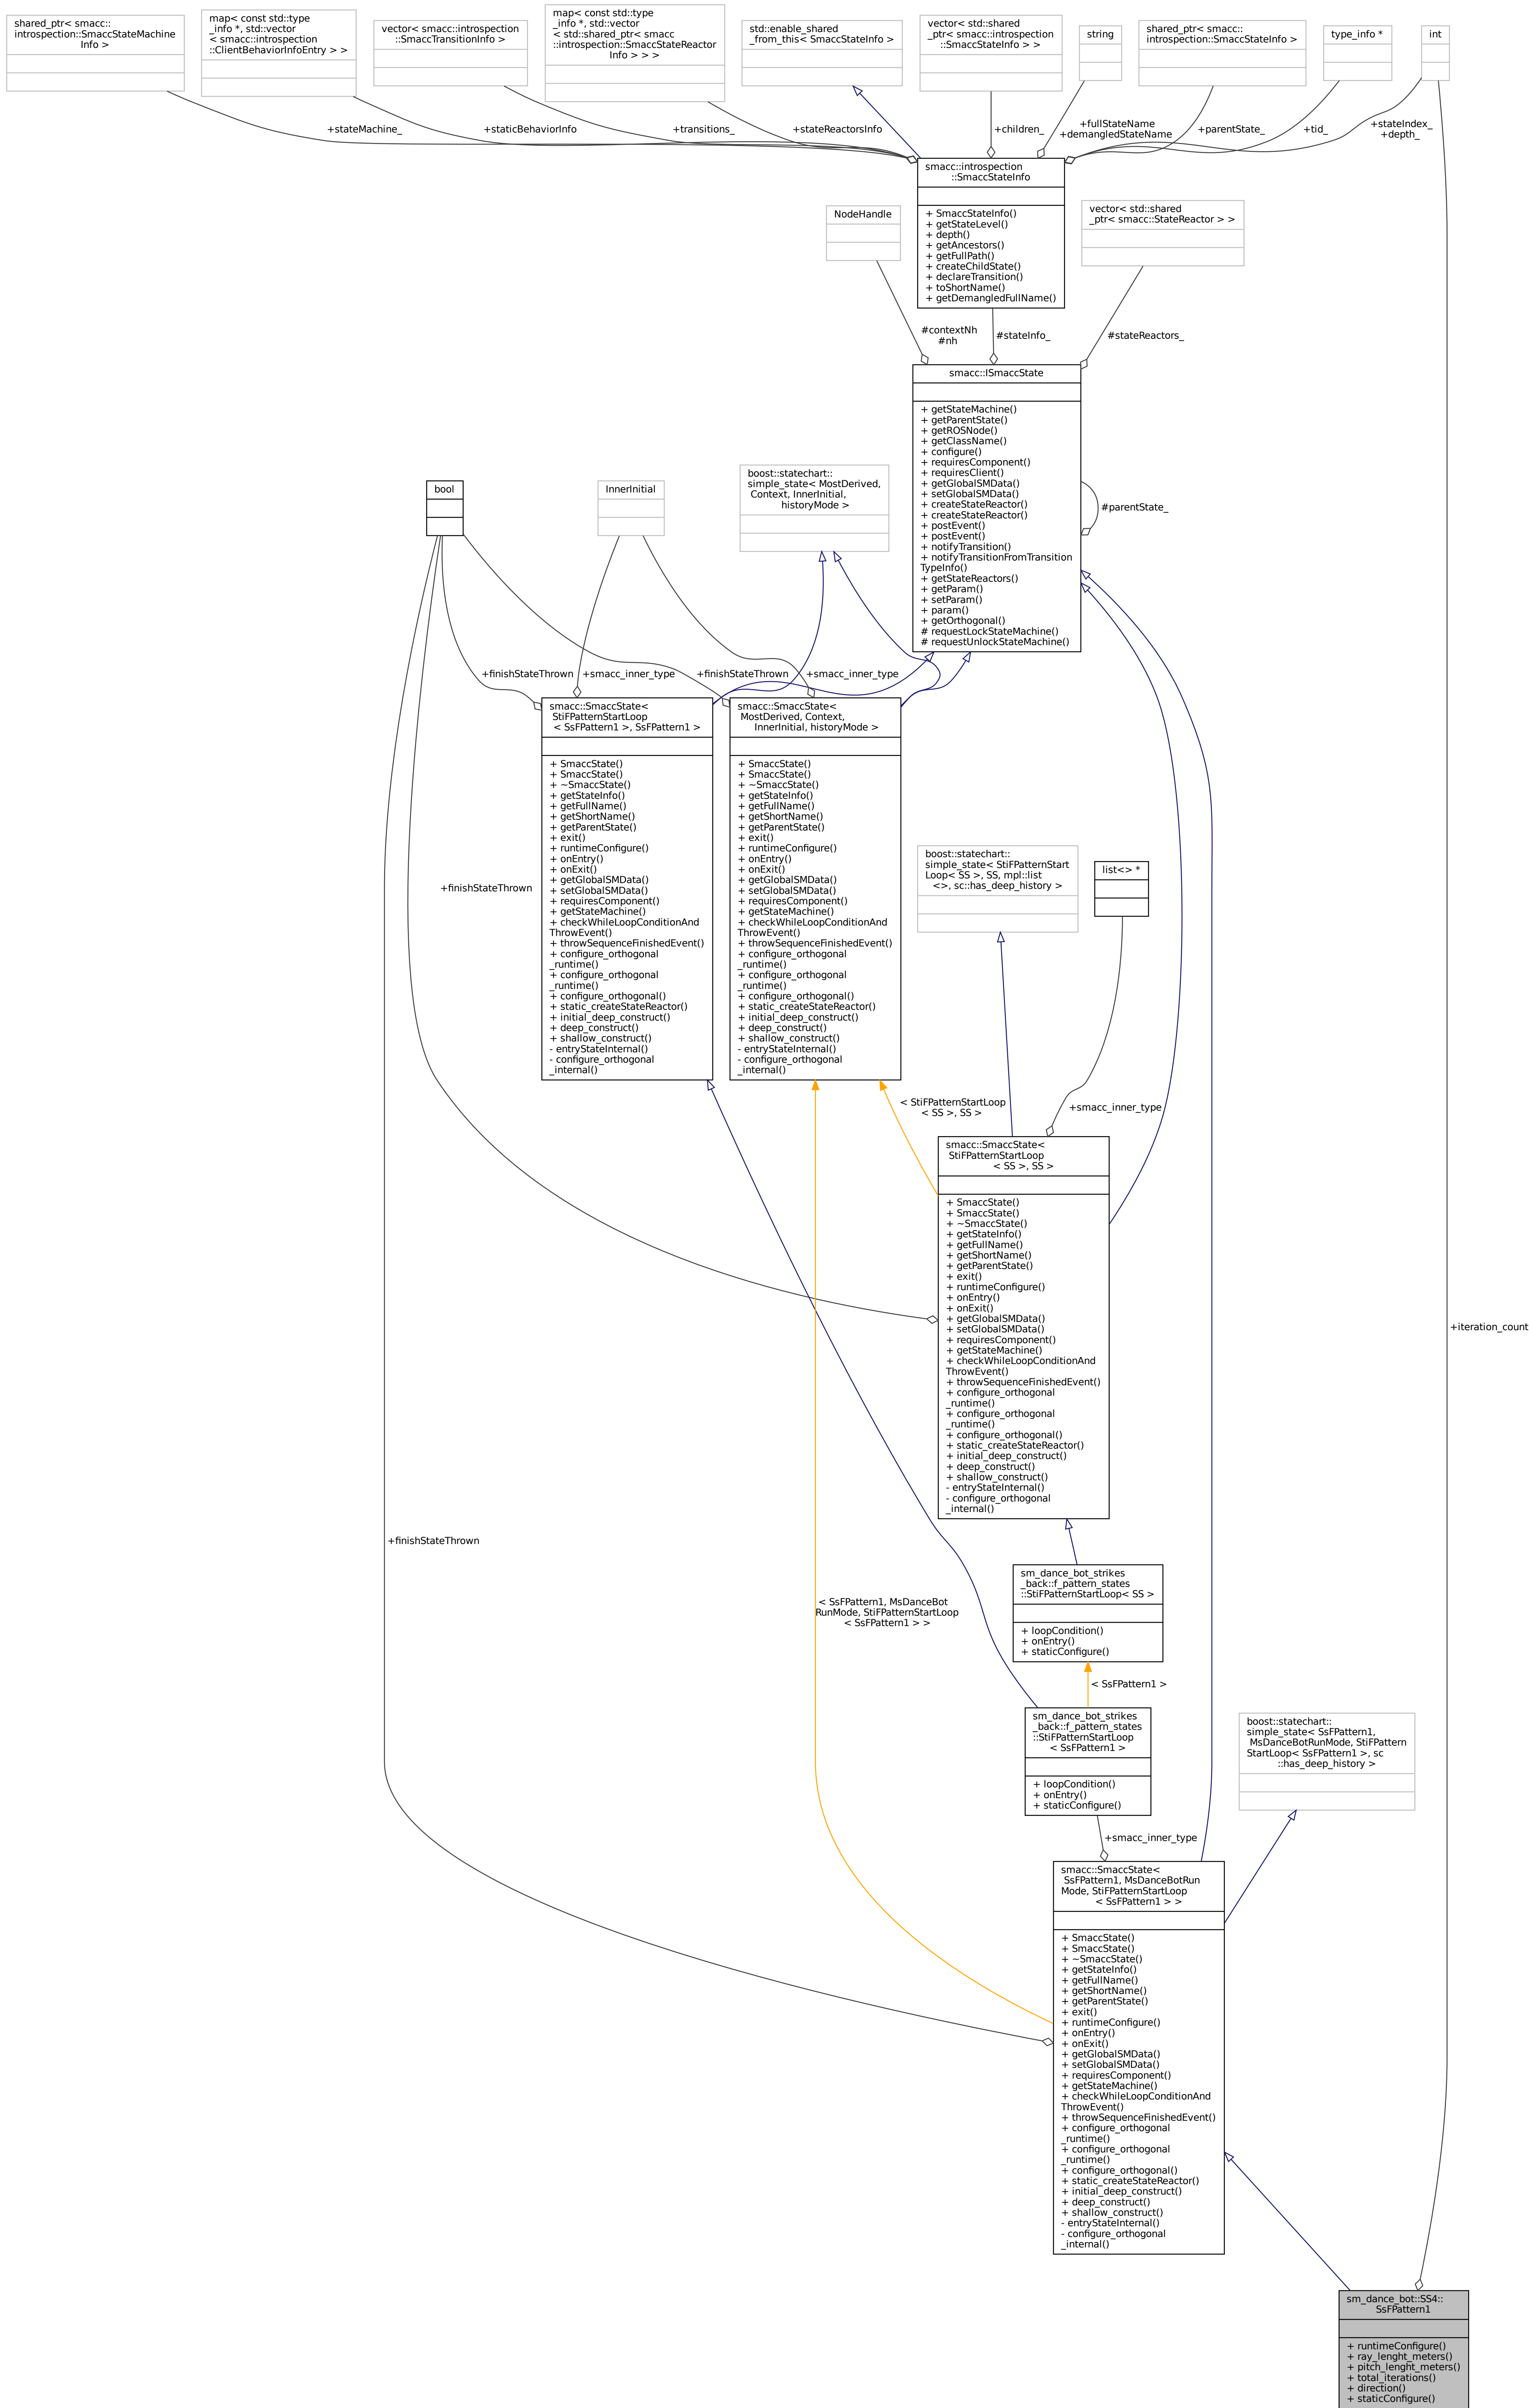 shared_ptr< smacc::
introspection::SmaccStateMachine
Info >
map< const std::type
_info *, std::vector
< smacc::introspection
::ClientBehaviorInfoEntry > >
vector< smacc::introspection
::SmaccTransitionInfo >
map< const std::type
_info *, std::vector
< std::shared_ptr< smacc
::introspection::SmaccStateReactor
Info > > >
std::enable_shared
_from_this< SmaccStateInfo >
vector< std::shared
_ptr< smacc::introspection
::SmaccStateInfo > >
string
shared_ptr< smacc::
introspection::SmaccStateInfo >
type_info *
int
+stateMachine_
+staticBehaviorInfo
+transitions_
+stateReactorsInfo
+children_
+fullStateName
+demangledStateName
+parentState_
+tid_
+stateIndex_
+depth_
smacc::introspection
::SmaccStateInfo
+ SmaccStateInfo()
+ getStateLevel()
+ depth()
+ getAncestors()
+ getFullPath()
+ createChildState()
+ declareTransition()
+ toShortName()
+ getDemangledFullName()
NodeHandle
vector< std::shared
_ptr< smacc::StateReactor > >
#contextNh
#nh
#stateInfo_
#stateReactors_
smacc::ISmaccState
+ getStateMachine()
+ getParentState()
+ getROSNode()
+ getClassName()
+ configure()
+ requiresComponent()
+ requiresClient()
+ getGlobalSMData()
+ setGlobalSMData()
+ createStateReactor()
+ createStateReactor()
+ postEvent()
+ postEvent()
+ notifyTransition()
+ notifyTransitionFromTransition
TypeInfo()
+ getStateReactors()
+ getParam()
+ setParam()
+ param()
+ getOrthogonal()
# requestLockStateMachine()
# requestUnlockStateMachine()
#parentState_
bool
InnerInitial
boost::statechart::
simple_state< MostDerived,
Context, InnerInitial,
historyMode >
+finishStateThrown
+smacc_inner_type
+finishStateThrown
+smacc_inner_type
smacc::SmaccState<
StiFPatternStartLoop
< SsFPattern1 >, SsFPattern1 >
+ SmaccState()
+ SmaccState()
+ ~SmaccState()
+ getStateInfo()
+ getFullName()
+ getShortName()
+ getParentState()
+ exit()
+ runtimeConfigure()
+ onEntry()
+ onExit()
+ getGlobalSMData()
+ setGlobalSMData()
+ requiresComponent()
+ getStateMachine()
+ checkWhileLoopConditionAnd
ThrowEvent()
+ throwSequenceFinishedEvent()
+ configure_orthogonal
_runtime()
+ configure_orthogonal
_runtime()
+ configure_orthogonal()
+ static_createStateReactor()
+ initial_deep_construct()
+ deep_construct()
+ shallow_construct()
- entryStateInternal()
- configure_orthogonal
_internal()
smacc::SmaccState<
MostDerived, Context,
InnerInitial, historyMode >
+ SmaccState()
+ SmaccState()
+ ~SmaccState()
+ getStateInfo()
+ getFullName()
+ getShortName()
+ getParentState()
+ exit()
+ runtimeConfigure()
+ onEntry()
+ onExit()
+ getGlobalSMData()
+ setGlobalSMData()
+ requiresComponent()
+ getStateMachine()
+ checkWhileLoopConditionAnd
ThrowEvent()
+ throwSequenceFinishedEvent()
+ configure_orthogonal
_runtime()
+ configure_orthogonal
_runtime()
+ configure_orthogonal()
+ static_createStateReactor()
+ initial_deep_construct()
+ deep_construct()
+ shallow_construct()
- entryStateInternal()
- configure_orthogonal
_internal()
+finishStateThrown
boost::statechart::
simple_state< StiFPatternStart
Loop< SS >, SS, mpl::list
<>, sc::has_deep_history >
list<> *
< StiFPatternStartLoop
< SS >, SS >
+smacc_inner_type
smacc::SmaccState<
StiFPatternStartLoop
< SS >, SS >
+ SmaccState()
+ SmaccState()
+ ~SmaccState()
+ getStateInfo()
+ getFullName()
+ getShortName()
+ getParentState()
+ exit()
+ runtimeConfigure()
+ onEntry()
+ onExit()
+ getGlobalSMData()
+ setGlobalSMData()
+ requiresComponent()
+ getStateMachine()
+ checkWhileLoopConditionAnd
ThrowEvent()
+ throwSequenceFinishedEvent()
+ configure_orthogonal
_runtime()
+ configure_orthogonal
_runtime()
+ configure_orthogonal()
+ static_createStateReactor()
+ initial_deep_construct()
+ deep_construct()
+ shallow_construct()
- entryStateInternal()
- configure_orthogonal
_internal()
+iteration_count
+finishStateThrown
< SsFPattern1, MsDanceBot
RunMode, StiFPatternStartLoop
< SsFPattern1 > >
sm_dance_bot_strikes
_back::f_pattern_states
::StiFPatternStartLoop< SS >
+ loopCondition()
+ onEntry()
+ staticConfigure()
< SsFPattern1 >
sm_dance_bot_strikes
_back::f_pattern_states
::StiFPatternStartLoop
< SsFPattern1 >
+ loopCondition()
+ onEntry()
+ staticConfigure()
boost::statechart::
simple_state< SsFPattern1,
MsDanceBotRunMode, StiFPattern
StartLoop< SsFPattern1 >, sc
::has_deep_history >
+smacc_inner_type
smacc::SmaccState<
SsFPattern1, MsDanceBotRun
Mode, StiFPatternStartLoop
< SsFPattern1 > >
+ SmaccState()
+ SmaccState()
+ ~SmaccState()
+ getStateInfo()
+ getFullName()
+ getShortName()
+ getParentState()
+ exit()
+ runtimeConfigure()
+ onEntry()
+ onExit()
+ getGlobalSMData()
+ setGlobalSMData()
+ requiresComponent()
+ getStateMachine()
+ checkWhileLoopConditionAnd
ThrowEvent()
+ throwSequenceFinishedEvent()
+ configure_orthogonal
_runtime()
+ configure_orthogonal
_runtime()
+ configure_orthogonal()
+ static_createStateReactor()
+ initial_deep_construct()
+ deep_construct()
+ shallow_construct()
- entryStateInternal()
- configure_orthogonal
_internal()
sm_dance_bot::SS4::
SsFPattern1
+ runtimeConfigure()
+ ray_lenght_meters()
+ pitch_lenght_meters()
+ total_iterations()
+ direction()
+ staticConfigure()